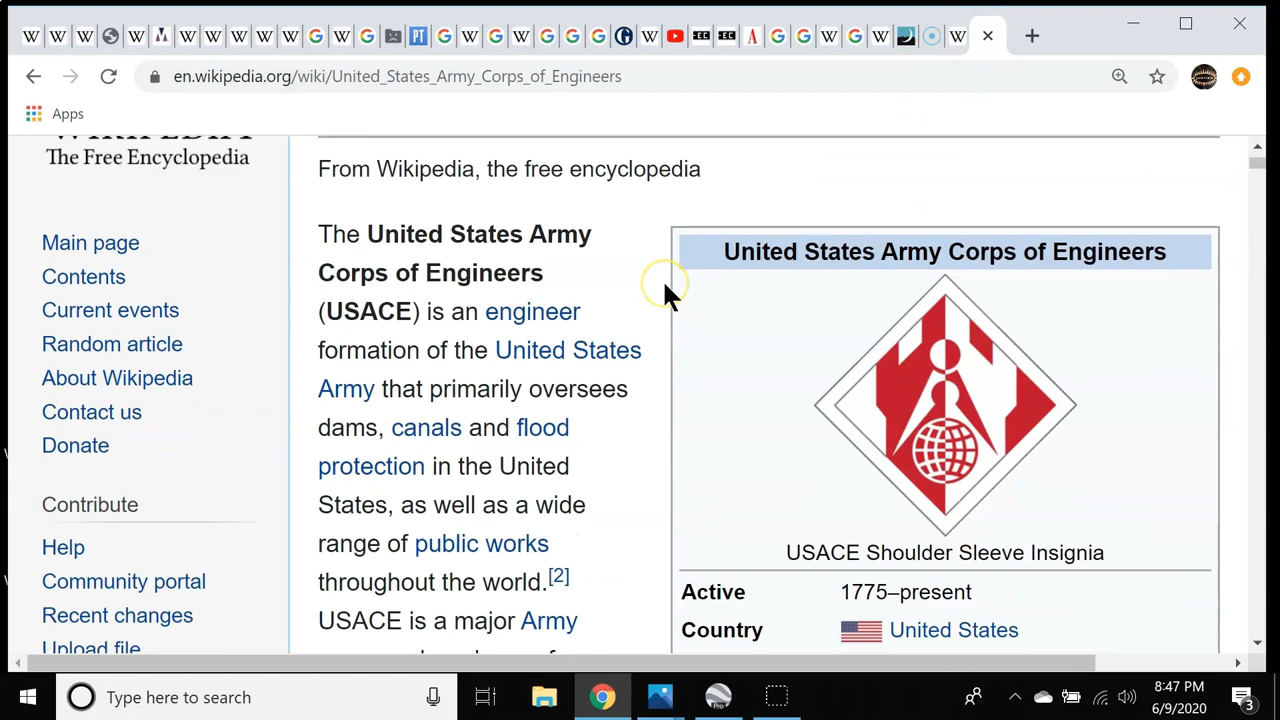 en.wikipedia.org/wiki/United_States_Army_Corps_of_Engineers
Apps
The Free Encyclopedia
Main page
Contents
Current events
Random article
About Wikipedia
Contact us
Donate
Contribute
Help
Community portal
Recent changes
Upload file
From Wikipedia, the free encyclopedia
The United States Army
Corps of Engineers
(USACE) is an engineer
formation of the United States
Army that primarily oversees
dams, canals and flood
protection in the United
States, as well as a wide
range of public works
throughout the world.[2]
USACE is a major Army
United States Army Corps of Engineers
USACE Shoulder Sleeve Insignia
Active 1775–present
Country United States
Type here to search
8:47 PM
6/9/2020
3